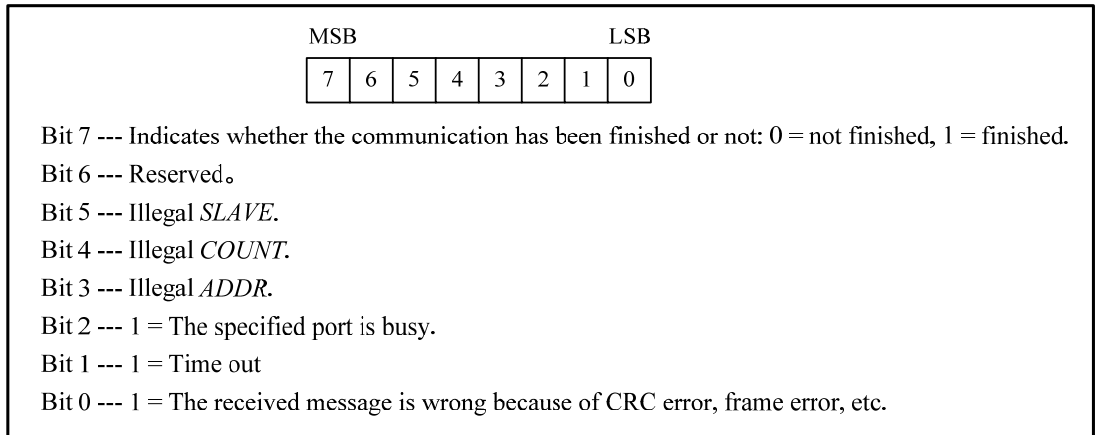 MSB LSB
7 6 5 4 3 2 1 0
Bit 7 --- Indicates whether the communication has been finished or not: 0 = not finished, 1 = finished.
Bit 6 --- Reserved。
Bit 5 --- Illegal SLAVE.
Bit 4 --- Illegal COUNT.
Bit 3 --- Illegal ADDR.
Bit 2 --- 1 = The specified port is busy.
Bit 1 --- 1 = Time out
Bit 0 --- 1 = The received message is wrong because of CRC error, frame error, etc.